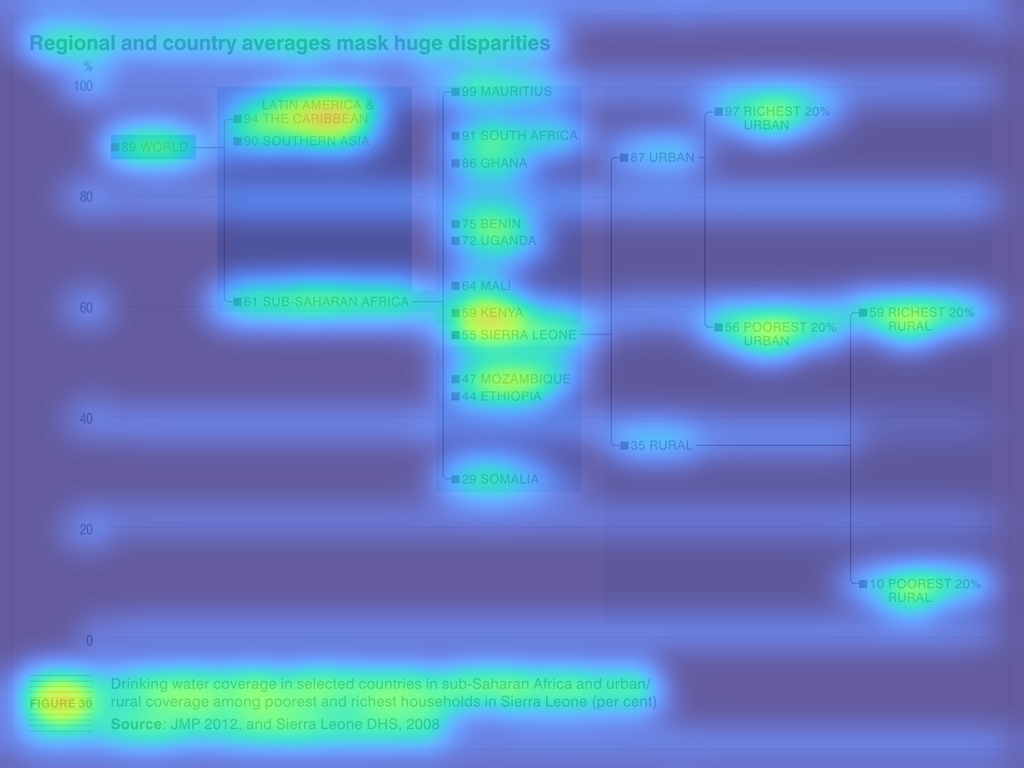 Regional and country averages mask huge disparities
%
100
80
60
40
20
0
89 WORLD
LATIN AMERICA &
94 THE CARIBBEAN
90 SOUTHERN ASIA
61 SUB-SAHARAN AFRICA
99 MAURITIUS
91 SOUTH AFRICA
86 GHANA
75 BENIN
72 UGANDA
64 MALI
59 KENYA
55 SIERRA LEONE
47 MOZAMBIQUE
44 ETHIOPIA
29 SOMALIA
87 URBAN
35 RURAL
97 RICHEST 20%
URBAN
56 POOREST 20%
URBAN
59 RICHEST 20%
RURAL
10 POOREST 20%
RURAL
FIGURE 30
Drinking water coverage in selected countries in sub-Saharan Africa and urban/
rural coverage among poorest and richest households in Sierra Leone (per cent)
Source: JMP 2012, and Sierra Leone DHS, 2008